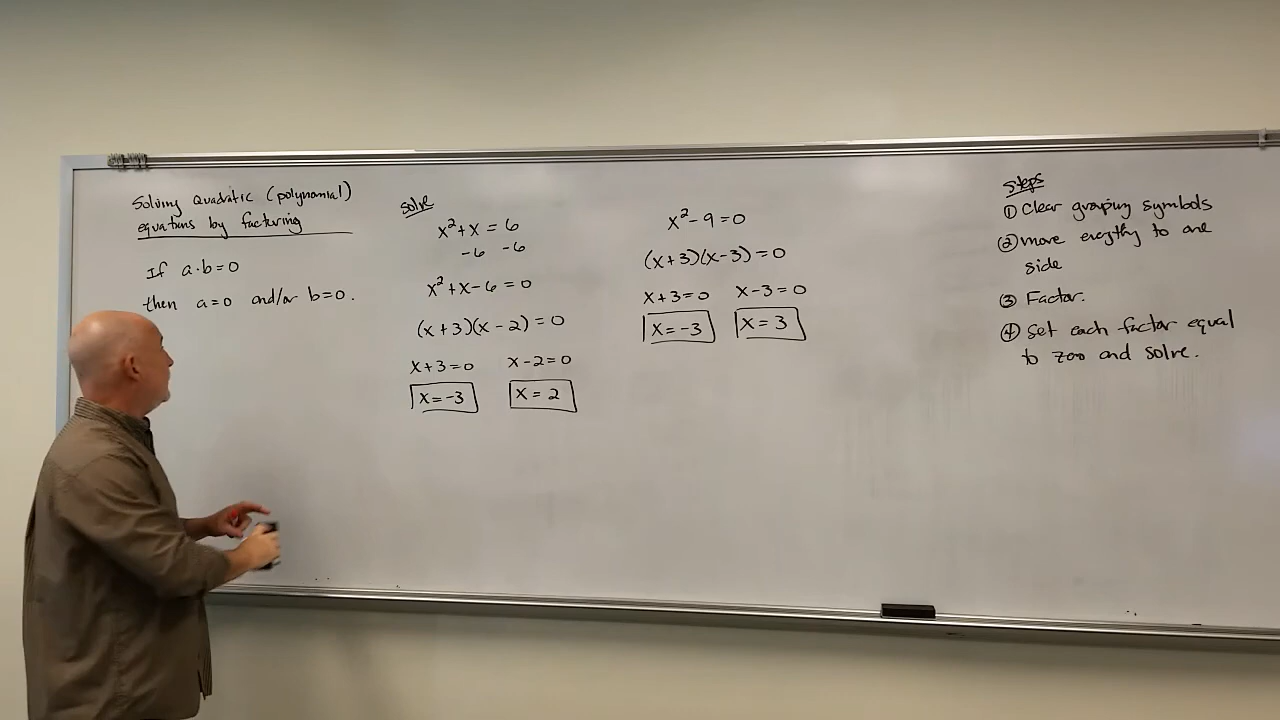 Solving Quadratic (polynomial)
equations by factoring
If a·b=0
then a=0 and/or b=0.
solve
x²+x = 6
-6 -6
x²+x-6 = 0
(x+3)(x-2) = 0
x+3=0 x-2=0
x=-3 x=2
x²-9=0
(x+3)(x-3)=0
x+3=0 x-3=0
x=-3 x=3
Steps
① Clear grouping symbols
② move to one
side
③ Factor.
④ Set each factor equal
to zero and solve.